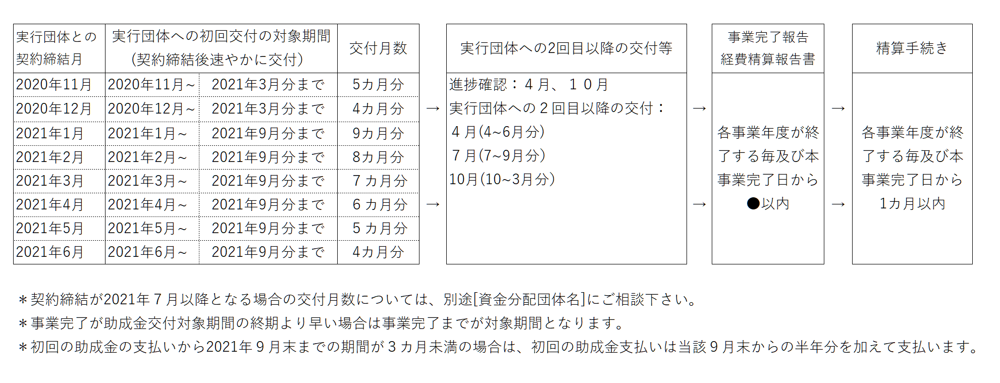 実行団体との
契約締結月
実行団体への初回交付の対象期間
(契約締結後速やかに交付)
交付月数
2020年11月 2020年11月~ 2021年3月分まで 5カ月分
2020年12月 2020年12月~ 2021年3月分まで 4カ月分
2021年1月 2021年1月~ 2021年9月分まで 9カ月分
2021年2月 2021年2月~ 2021年9月分まで 8カ月分
2021年3月 2021年3月~ 2021年9月分まで 7カ月分
2021年4月 2021年4月~ 2021年9月分まで 6カ月分
2021年5月 2021年5月~ 2021年9月分まで 5カ月分
2021年6月 2021年6月~ 2021年9月分まで 4カ月分
→
→
実行団体への2回目以降の交付等
進捗確認：４月、１０月
実行団体への２回目以降の交付：
４月(4~6月分)
７月(7~9月分)
10月(10~3月分)
→
→
事業完了報告
経費精算報告書
各事業年度が終
了する毎及び本
事業完了日から
●以内
→
→
精算手続き
各事業年度が終
了する毎及び本
事業完了日から
1カ月以内
＊契約締結が2021年７月以降となる場合の交付月数については、別途[資金分配団体名]にご相談下さい。
＊事業完了が助成金交付対象期間の終期より早い場合は事業完了までが対象期間となります。
＊初回の助成金の支払いから2021年９月末までの期間が３カ月未満の場合は、初回の助成金支払いは当該９月末からの半年分を加えて支払います。